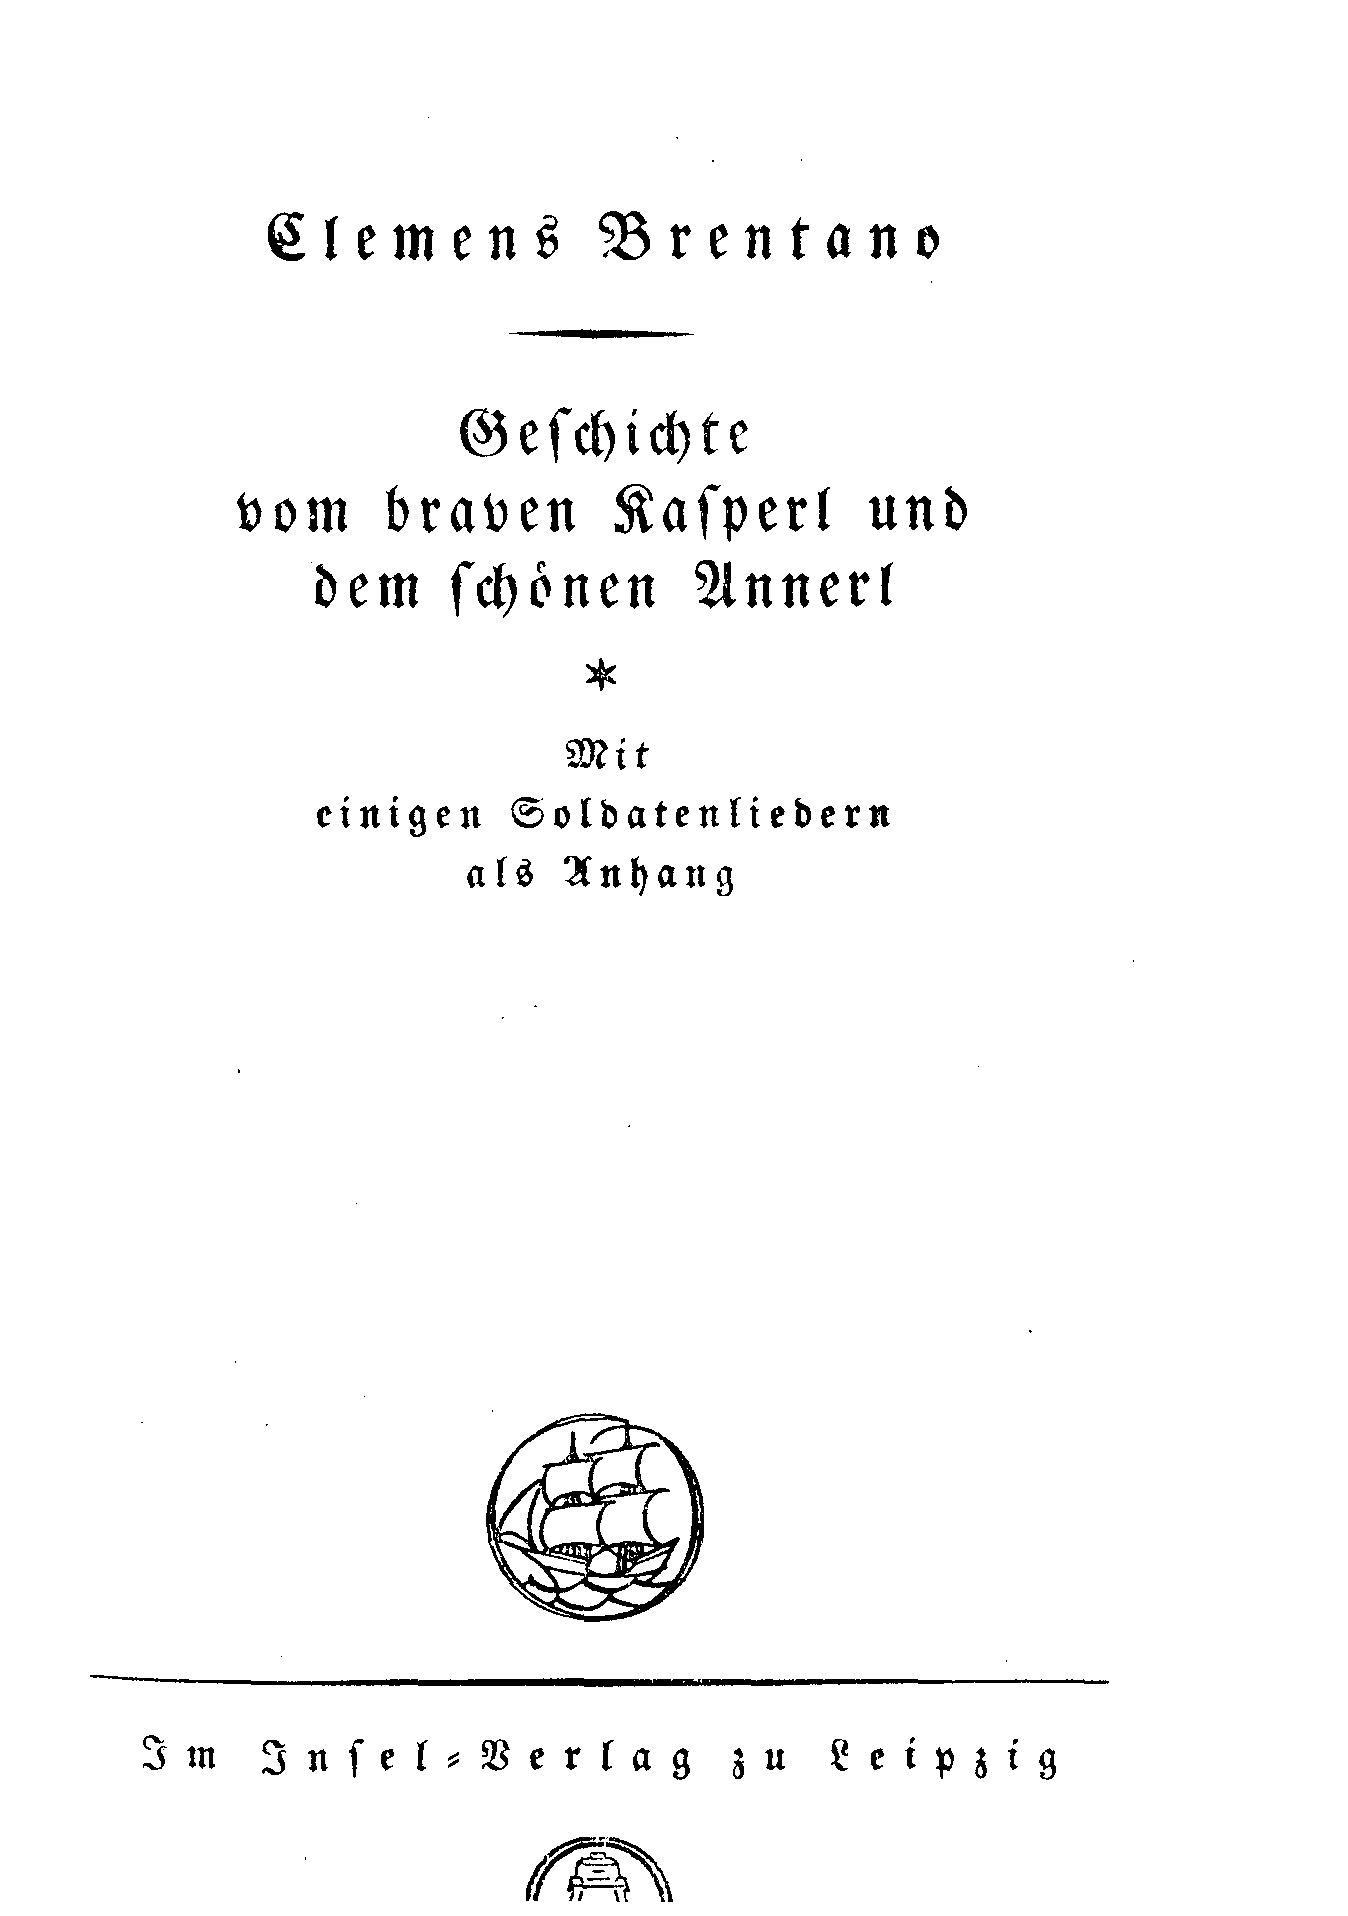 Clemens Brentano
Geſchichte
vom braven Kaſperl und
dem ſchönen Annerl
*
Mit
einigen Soldatenliedern
als Anhang
Im Inſel-Verlag zu Leipzig